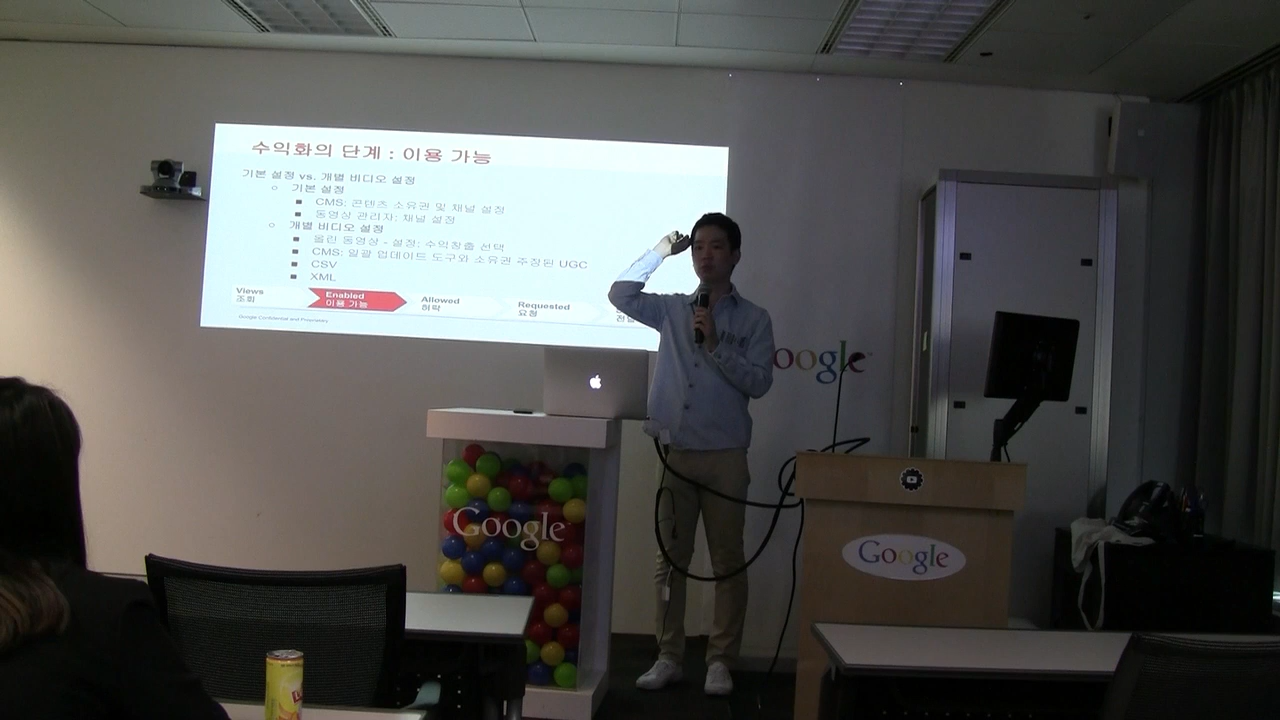 수익화의 단계 : 이용 가능
기본 설정 vs. 개별 비디오 설정
기본 설정
CMS: 콘텐츠 소유권 및 채널 설정
동영상 관리자: 채널 설정
개별 비디오 설정
올린 동영상 - 설정: 수익창출 선택
CMS: 일괄 업데이트 도구와 소유권 주장된 UGC
CSV
XML
Views
조회
Enabled
이용 가능
Allowed
허락
Requested
요청
Google Confidential and Proprietary
oogle
Google
Google